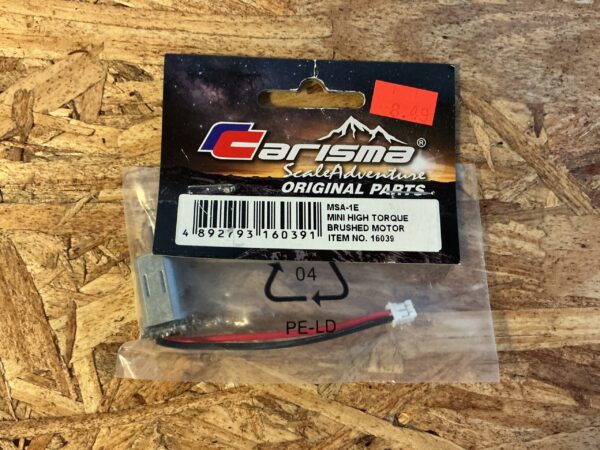 8.49
Carisma®
ScaleAdventure
ORIGINAL PARTS
MSA-1E
MINI HIGH TORQUE
BRUSHED MOTOR
ITEM NO. 16039
4 892793 160391
04
PE-LD